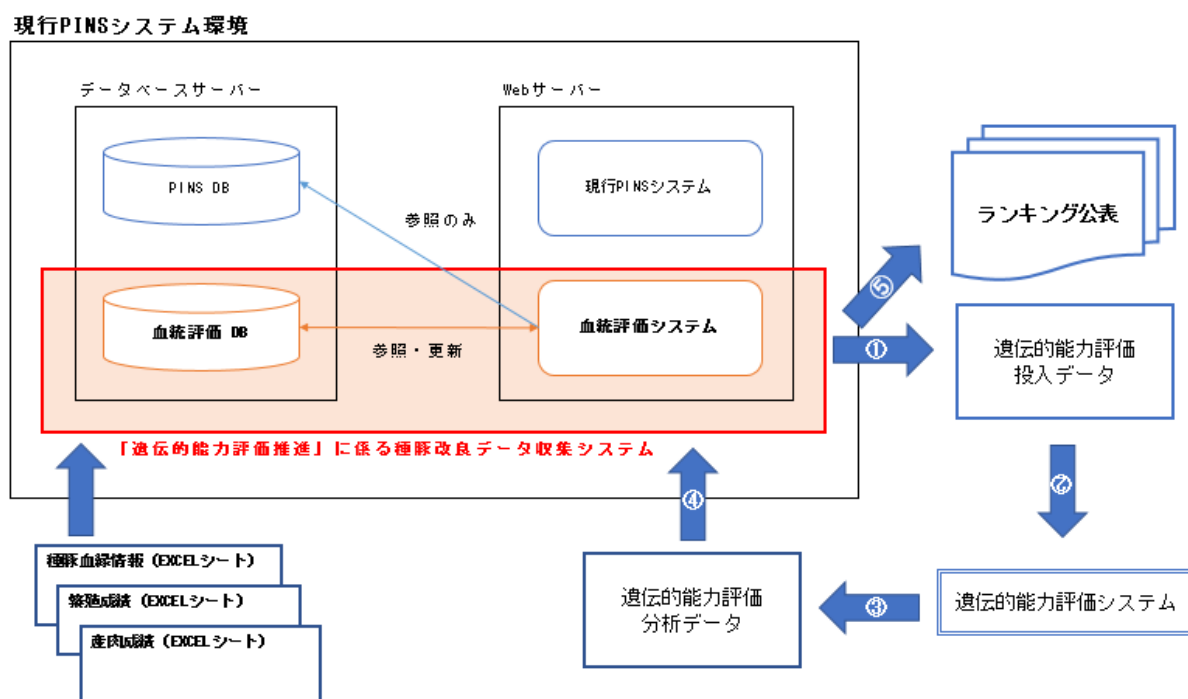 現行PINSシステム環境
データベースサーバー
Webサーバー
PINS DB
現行PINSシステム
参照のみ
ランキング公表
血統評価 DB
血統評価システム
参照・更新
⑤
①
遺伝的能力評価
投入データ
「遺伝的能力評価推進」に係る種豚改良データ収集システム
④
②
種豚血縁情報（EXCELシート）
繁殖成績（EXCELシート）
産肉成績（EXCELシート）
遺伝的能力評価
分析データ
③
遺伝的能力評価システム